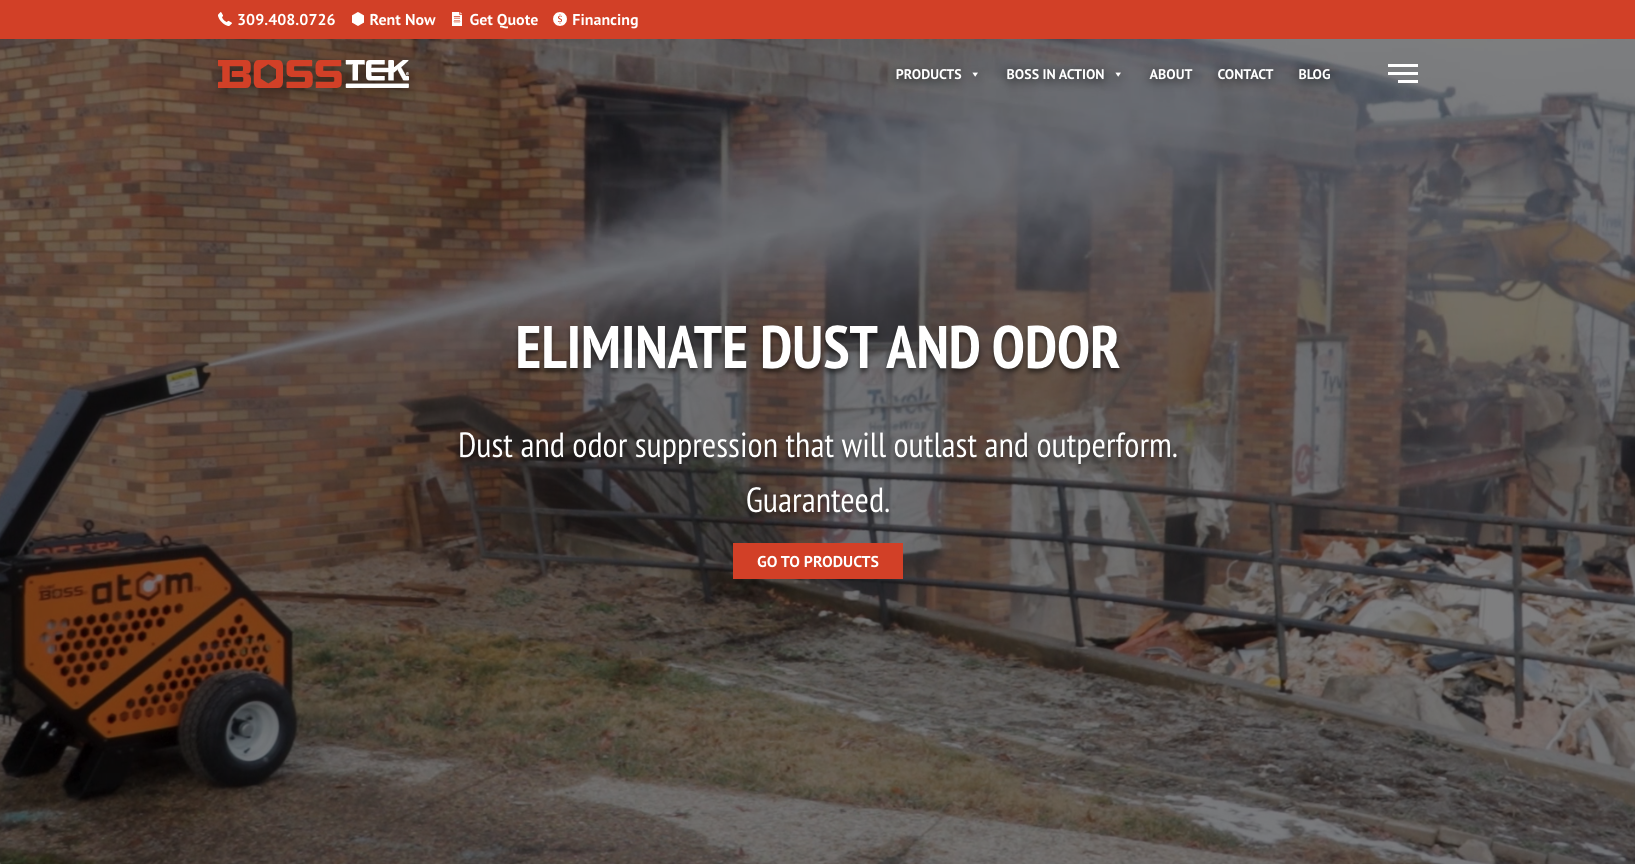 309.408.0726 Rent Now Get Quote Financing
BOSSTEK PRODUCTS BOSS IN ACTION ABOUT CONTACT BLOG
ELIMINATE DUST AND ODOR
Tyvek
Dust and odor suppression that will outlast and outperform.
Guaranteed.
GO TO PRODUCTS
BOSS atom